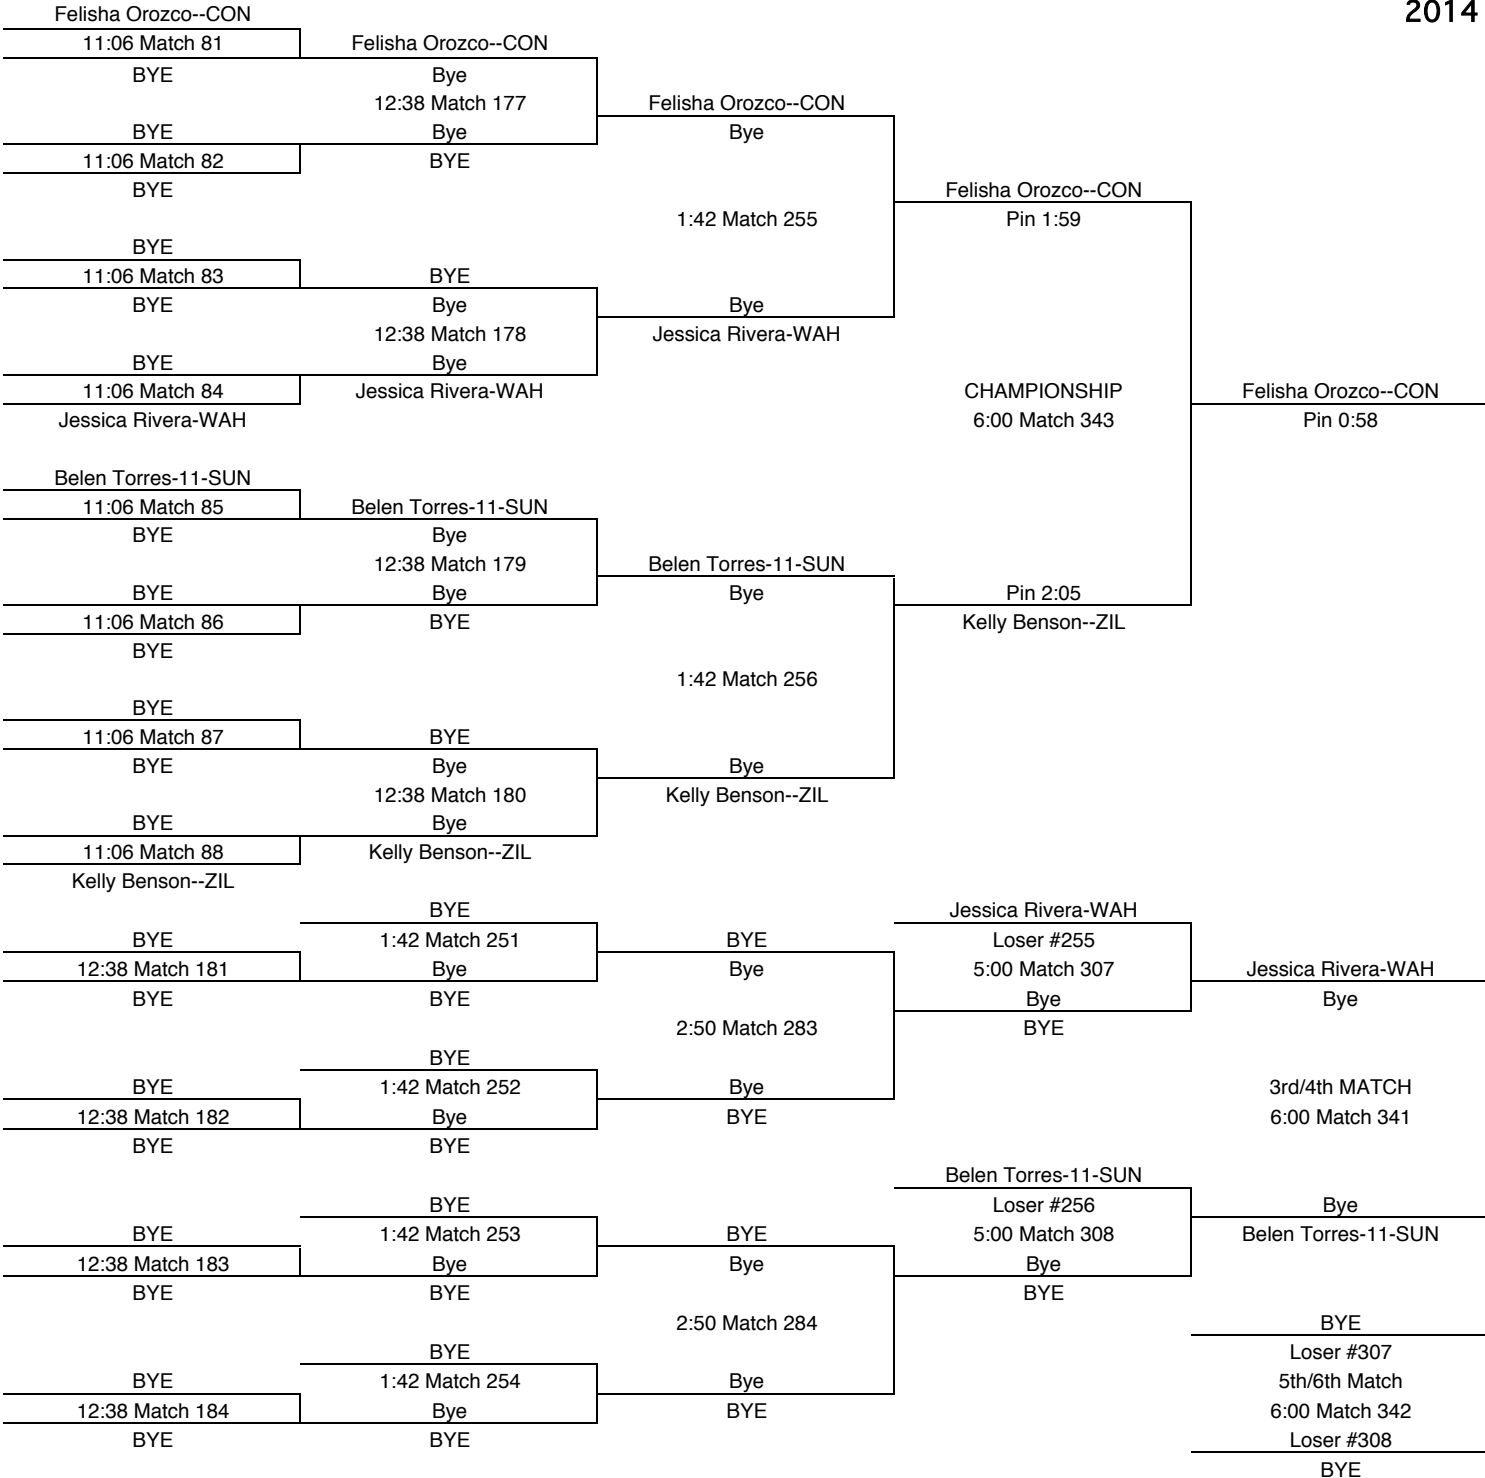 2014
Felisha Orozco--CON
11:06 Match 81 Felisha Orozco--CON
BYE Bye
12:38 Match 177 Felisha Orozco--CON
BYE Bye Bye
11:06 Match 82 BYE
BYE Felisha Orozco--CON
1:42 Match 255 Pin 1:59
BYE
11:06 Match 83 BYE
BYE Bye Bye
12:38 Match 178 Jessica Rivera-WAH
BYE Bye
11:06 Match 84 Jessica Rivera-WAH CHAMPIONSHIP Felisha Orozco--CON
Jessica Rivera-WAH 6:00 Match 343 Pin 0:58
Belen Torres-11-SUN
11:06 Match 85 Belen Torres-11-SUN
BYE Bye
12:38 Match 179 Belen Torres-11-SUN
BYE Bye Bye Pin 2:05
11:06 Match 86 BYE Kelly Benson--ZIL
BYE
1:42 Match 256
BYE
11:06 Match 87 BYE
BYE Bye Bye
12:38 Match 180 Kelly Benson--ZIL
BYE Bye
11:06 Match 88 Kelly Benson--ZIL
Kelly Benson--ZIL
BYE Jessica Rivera-WAH
BYE 1:42 Match 251 BYE Loser #255
12:38 Match 181 Bye Bye 5:00 Match 307 Jessica Rivera-WAH
BYE BYE Bye Bye
2:50 Match 283 BYE
BYE
BYE 1:42 Match 252 Bye 3rd/4th MATCH
12:38 Match 182 Bye BYE 6:00 Match 341
BYE BYE
Belen Torres-11-SUN
BYE Loser #256 Bye
BYE 1:42 Match 253 BYE 5:00 Match 308 Belen Torres-11-SUN
12:38 Match 183 Bye Bye Bye
BYE BYE BYE
2:50 Match 284 BYE
BYE Loser #307
BYE 1:42 Match 254 Bye 5th/6th Match
12:38 Match 184 Bye BYE 6:00 Match 342
BYE BYE Loser #308
BYE